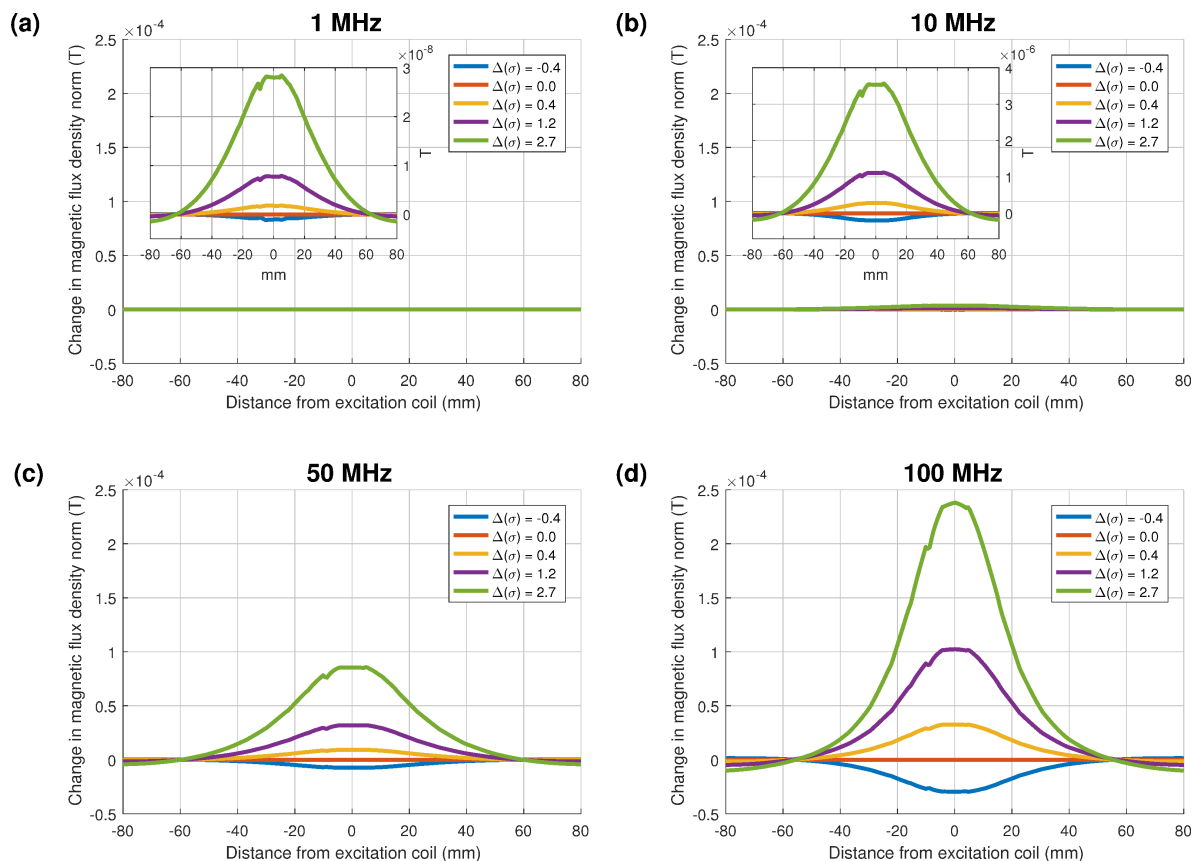 (a)
1 MHz
×10⁻⁴
2.5
2
1.5
1
0.5
0
-0.5
Change in magnetic flux density norm (T)
-80 -60 -40 -20 0 20 40 60 80
Distance from excitation coil (mm)
×10⁻⁸
3
2
1
0
T
-80 -60 -40 -20 0 20 40 60 80
mm
Δ(σ) = -0.4
Δ(σ) = 0.0
Δ(σ) = 0.4
Δ(σ) = 1.2
Δ(σ) = 2.7
(b)
10 MHz
×10⁻⁴
2.5
2
1.5
1
0.5
0
-0.5
Change in magnetic flux density norm (T)
-80 -60 -40 -20 0 20 40 60 80
Distance from excitation coil (mm)
×10⁻⁶
4
3
2
1
0
T
-80 -60 -40 -20 0 20 40 60 80
mm
Δ(σ) = -0.4
Δ(σ) = 0.0
Δ(σ) = 0.4
Δ(σ) = 1.2
Δ(σ) = 2.7
(c)
50 MHz
×10⁻⁴
2.5
2
1.5
1
0.5
0
-0.5
Change in magnetic flux density norm (T)
-80 -60 -40 -20 0 20 40 60 80
Distance from excitation coil (mm)
Δ(σ) = -0.4
Δ(σ) = 0.0
Δ(σ) = 0.4
Δ(σ) = 1.2
Δ(σ) = 2.7
(d)
100 MHz
×10⁻⁴
2.5
2
1.5
1
0.5
0
-0.5
Change in magnetic flux density norm (T)
-80 -60 -40 -20 0 20 40 60 80
Distance from excitation coil (mm)
Δ(σ) = -0.4
Δ(σ) = 0.0
Δ(σ) = 0.4
Δ(σ) = 1.2
Δ(σ) = 2.7